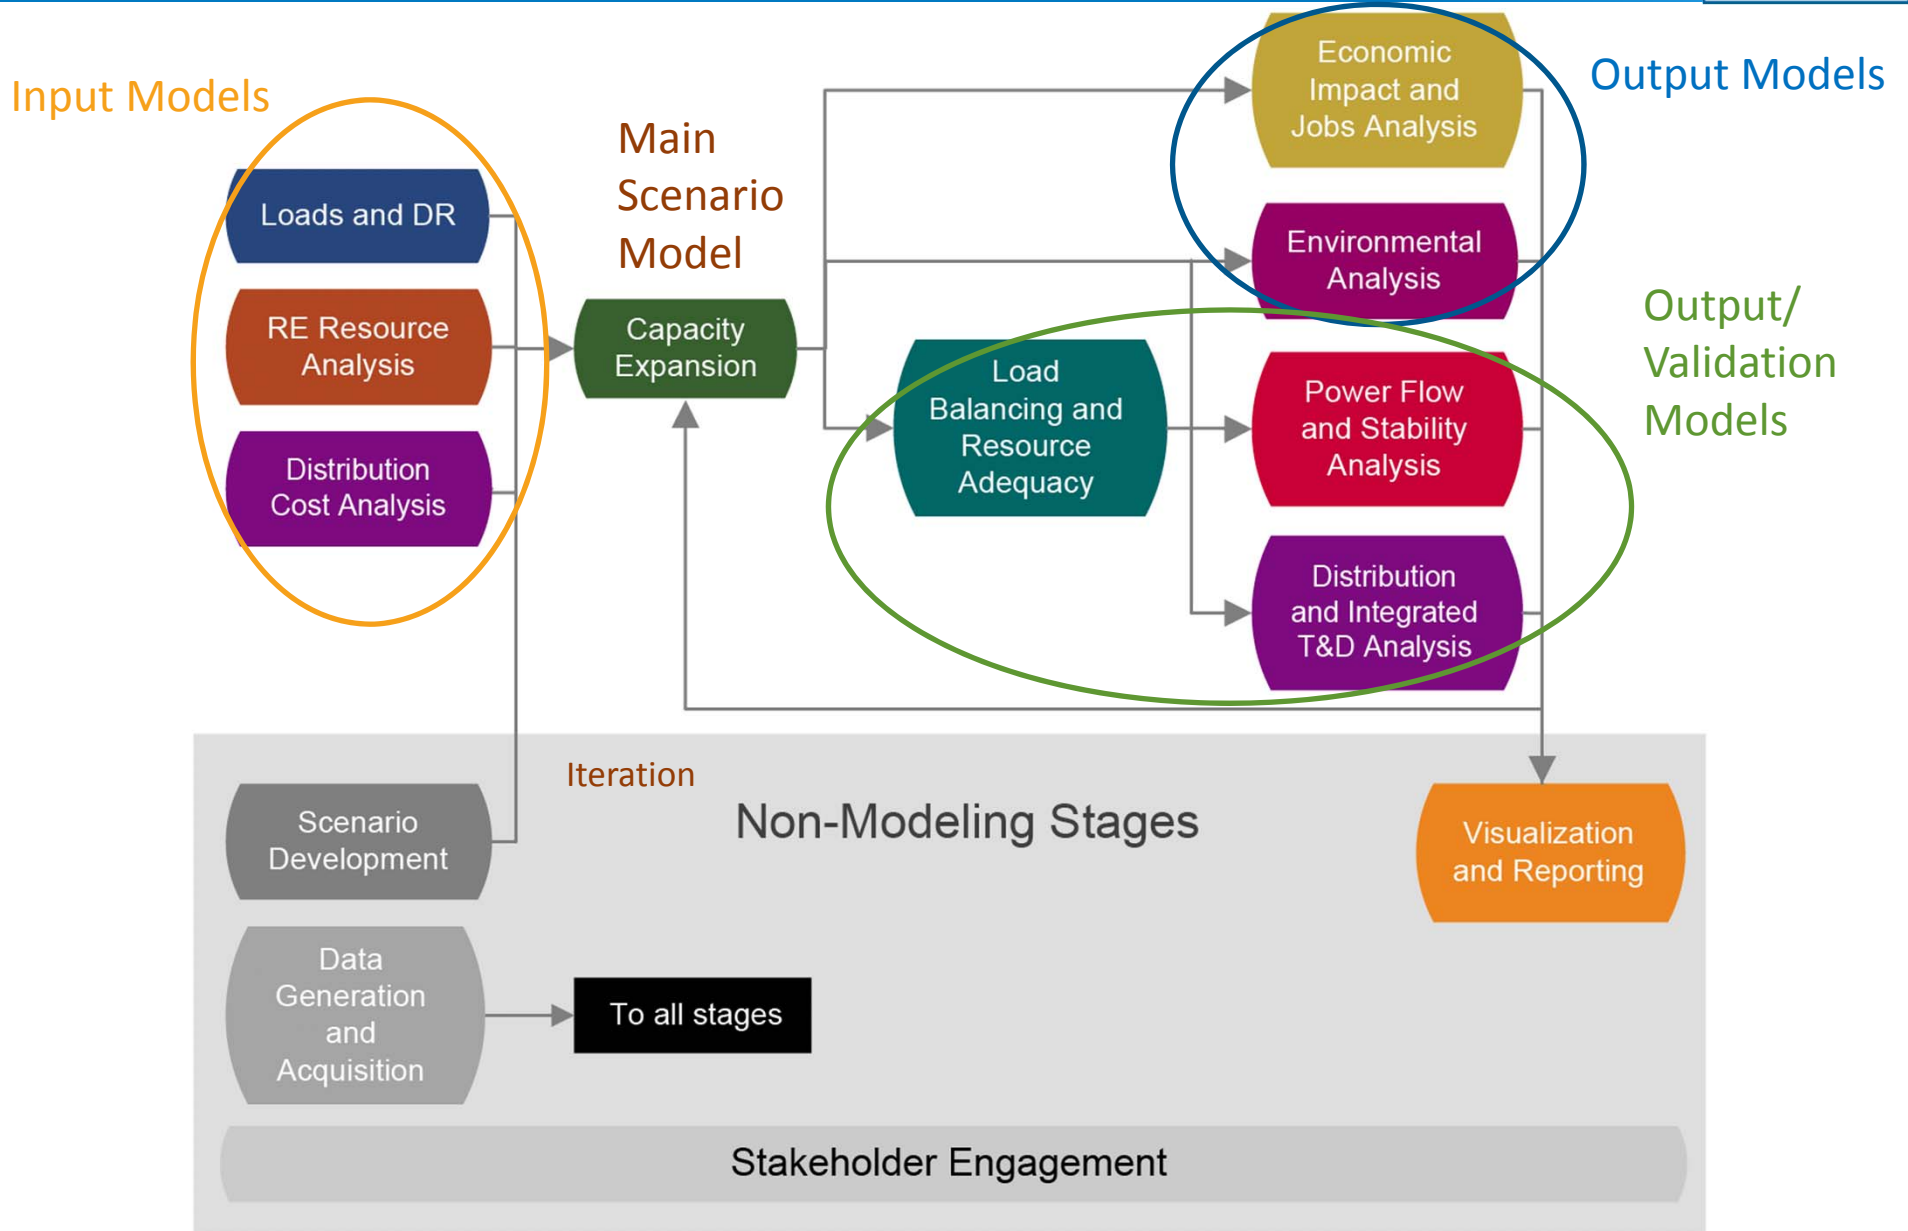 Input Models
Loads and DR
RE Resource
Analysis
Distribution
Cost Analysis
Main
Scenario
Model
Capacity
Expansion
Economic
Impact and
Jobs Analysis
Environmental
Analysis
Output Models
Load
Balancing and
Resource
Adequacy
Power Flow
and Stability
Analysis
Distribution
and Integrated
T&D Analysis
Output/
Validation
Models
Iteration
Non-Modeling Stages
Scenario
Development
Visualization
and Reporting
Data
Generation
and
Acquisition
To all stages
Stakeholder Engagement